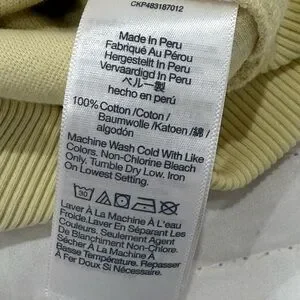 CKP483187012
Made In Peru
Fabriqué Au Pérou
Hergestellt In Peru
Vervaardigd In Peru
ペルー製
hecho en perú
100% Cotton /Coton /
Baumwolle /Katoen /綿 /
algodón
Machine Wash Cold With Like
Colors. Non-Chlorine Bleach
Only. Tumble Dry Low. Iron
On Lowest Setting.
Laver À La Machine À L'eau
Froide.Laver En Séparant Les
Couleurs. Seulement Agent
De Blanchiment Non-Chlore.
Sécher À La Machine À
Basse Température. Repasser
À Fer Doux Si Nécessaire.